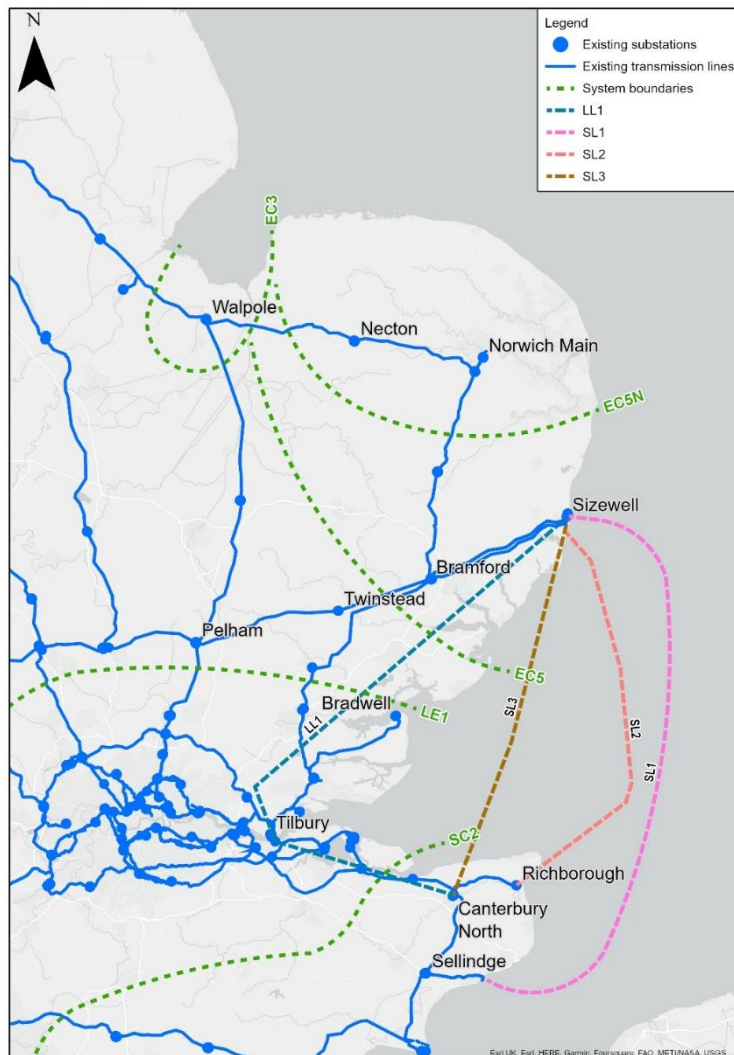 N
Legend
Existing substations
Existing transmission lines
System boundaries
LL1
SL1
SL2
SL3
EC3
Walpole
Necton
Norwich Main
EC5N
Sizewell
Bramford
Twinstead
Pelham
EC5
SL3
Bradwell
LE1
LL1
SL2
SL1
Tilbury
SC2
Richborough
Canterbury
North
Sellindge
Esri UK, Esri, HERE, Garmin, Foursquare, FAO, METI/NASA, USGS